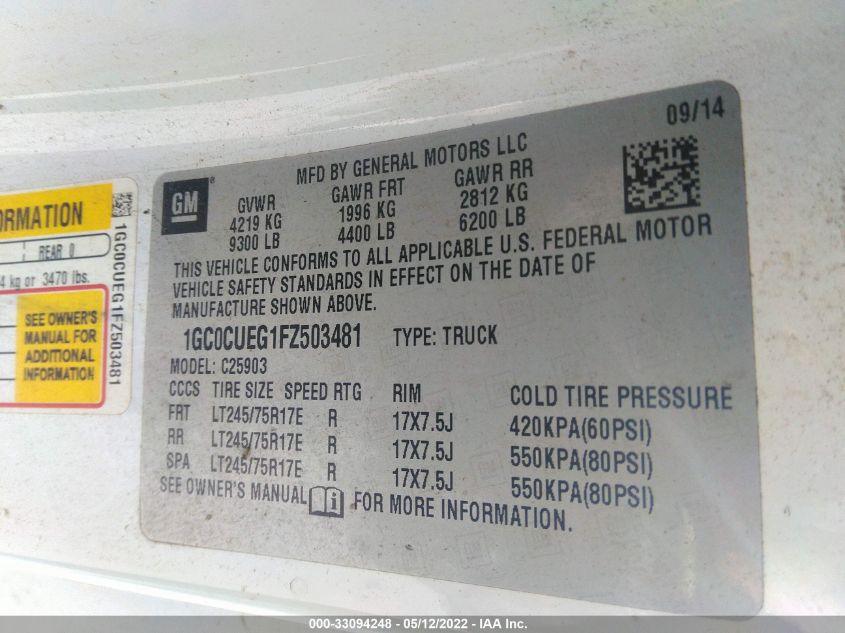 ORMATION
REAR 0
4 kg or 3470 lbs.
SEE OWNER'S
MANUAL FOR
ADDITIONAL
INFORMATION
1GC0CUEG1FZ503481
09/14
GM ®
MFD BY GENERAL MOTORS LLC
GVWR GAWR FRT GAWR RR
4219 KG 1996 KG 2812 KG
9300 LB 4400 LB 6200 LB
THIS VEHICLE CONFORMS TO ALL APPLICABLE U.S. FEDERAL MOTOR
VEHICLE SAFETY STANDARDS IN EFFECT ON THE DATE OF
MANUFACTURE SHOWN ABOVE.
1GC0CUEG1FZ503481 TYPE: TRUCK
MODEL: C25903
CCCS TIRE SIZE SPEED RTG RIM COLD TIRE PRESSURE
FRT LT245/75R17E R 17X7.5J 420KPA(60PSI)
RR LT245/75R17E R 17X7.5J 550KPA(80PSI)
SPA LT245/75R17E R 17X7.5J 550KPA(80PSI)
SEE OWNER'S MANUAL FOR MORE INFORMATION.
000-33094248 - 05/12/2022 - IAA Inc.